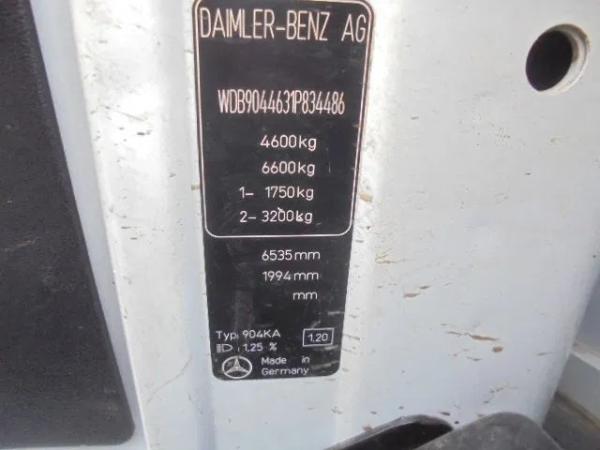 DAIMLER-BENZ AG
WDB9044631P834486
4600kg
6600kg
1- 1750kg
2- 3200kg
6535mm
1994mm
mm
Typ: 904KA 1.20
: 1,25 %
Made in
Germany